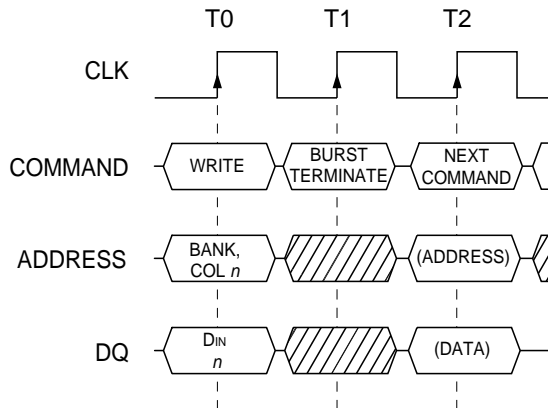 T0 T1 T2
CLK
COMMAND WRITE BURST TERMINATE NEXT COMMAND
ADDRESS BANK, COL n (ADDRESS)
DQ DIN n (DATA)